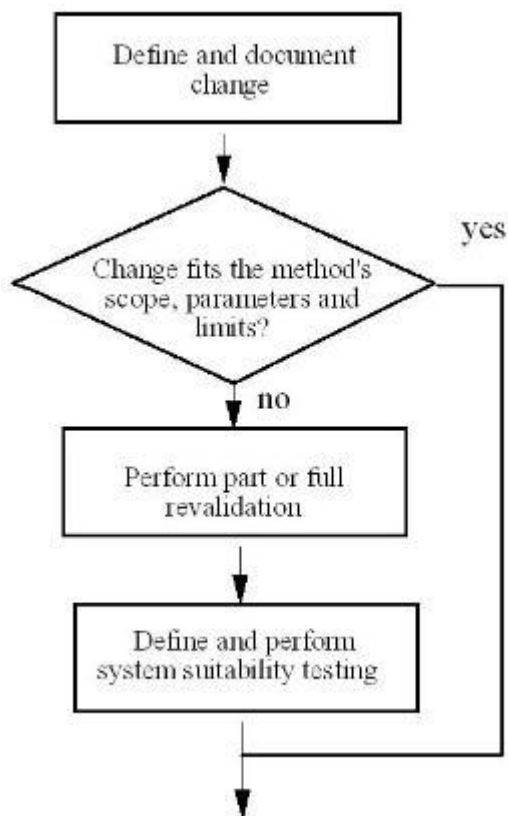 Define and document
change
yes
Change fits the method's
scope, parameters and
limits?
no
Perform part or full
revalidation
Define and perform
system suitability testing